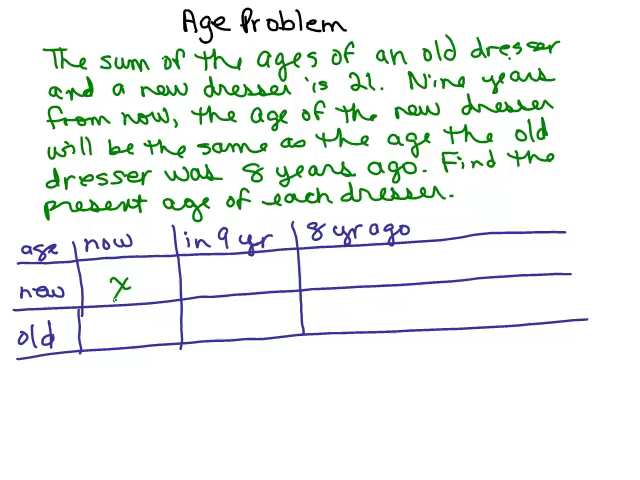 Age Problem
The sum of the ages of an old dresser
and a new dresser is 21. Nine years
from now, the age of the new dresser
will be the same as the age the old
dresser was 8 years ago. Find the
present age of each dresser.
age now in 9 yr 8 yr ago
new x
old